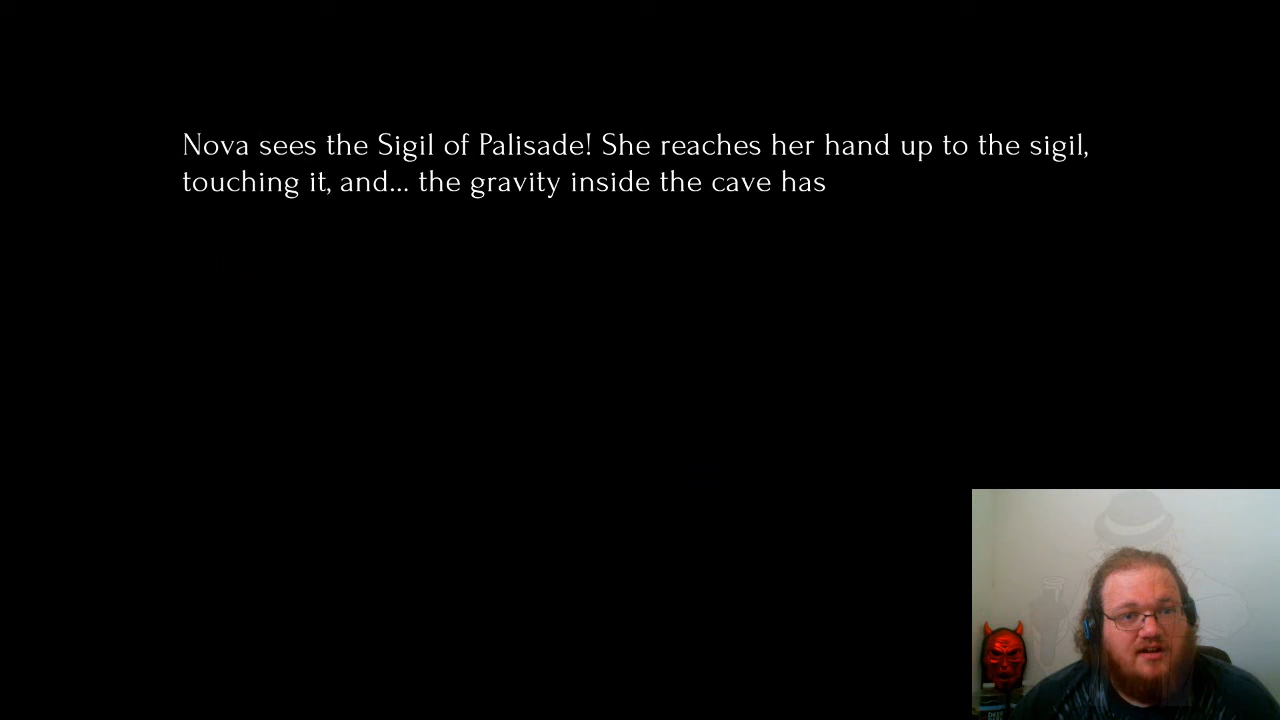 Nova sees the Sigil of Palisade! She reaches her hand up to the sigil,
touching it, and... the gravity inside the cave has